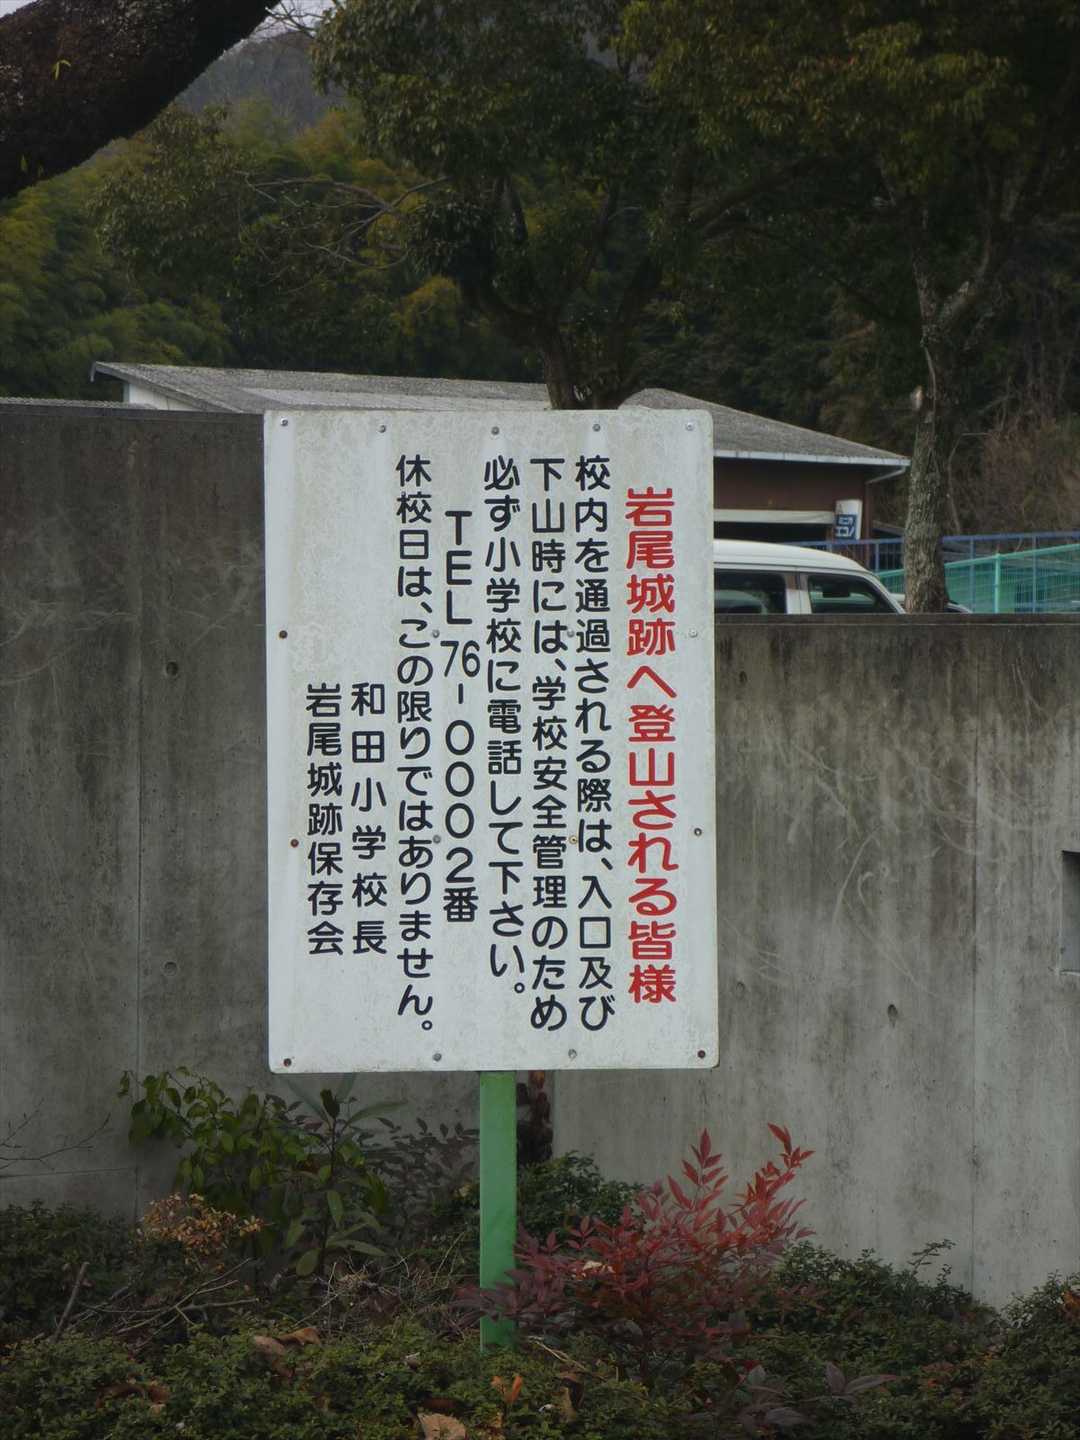 岩尾城跡へ登山される皆様
校内を通過される際は、入口及び
下山時には、学校安全管理のため
必ず小学校に電話して下さい。
TEL 76-0002番
休校日は、この限りではありません。
和田小学校長
岩尾城跡保存会